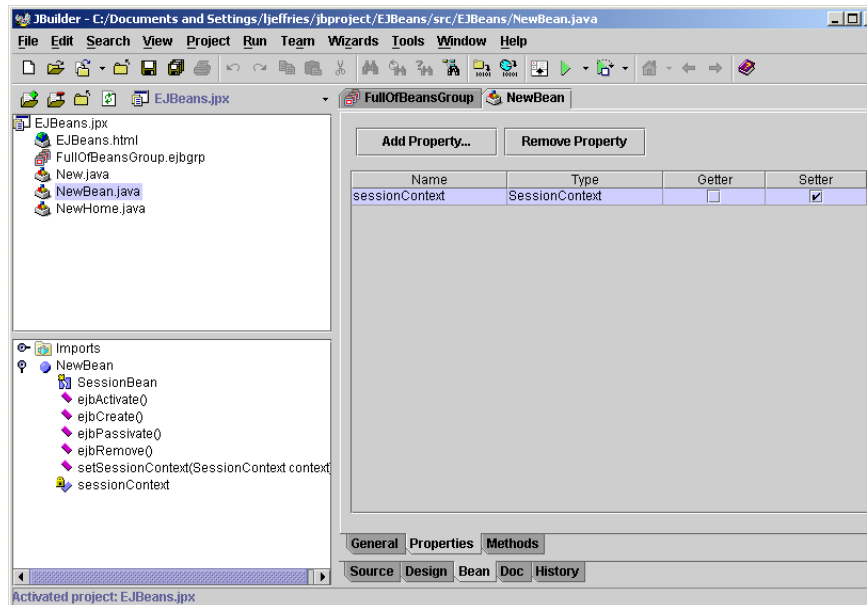 JBuilder - C:/Documents and Settings/ljeffries/jbproject/EJBeans/src/EJBeans/NewBean.java
File Edit Search View Project Run Team Wizards Tools Window Help
EJBeans.jpx
FullOfBeansGroup NewBean
EJBeans.jpx
EJBeans.html
FullOfBeansGroup.ejbgrp
New.java
NewBean.java
NewHome.java
Add Property... Remove Property
Name Type Getter Setter
sessionContext SessionContext
Imports
NewBean
SessionBean
ejbActivate()
ejbCreate()
ejbPassivate()
ejbRemove()
setSessionContext(SessionContext context)
sessionContext
General Properties Methods
Source Design Bean Doc History
Activated project: EJBeans.jpx